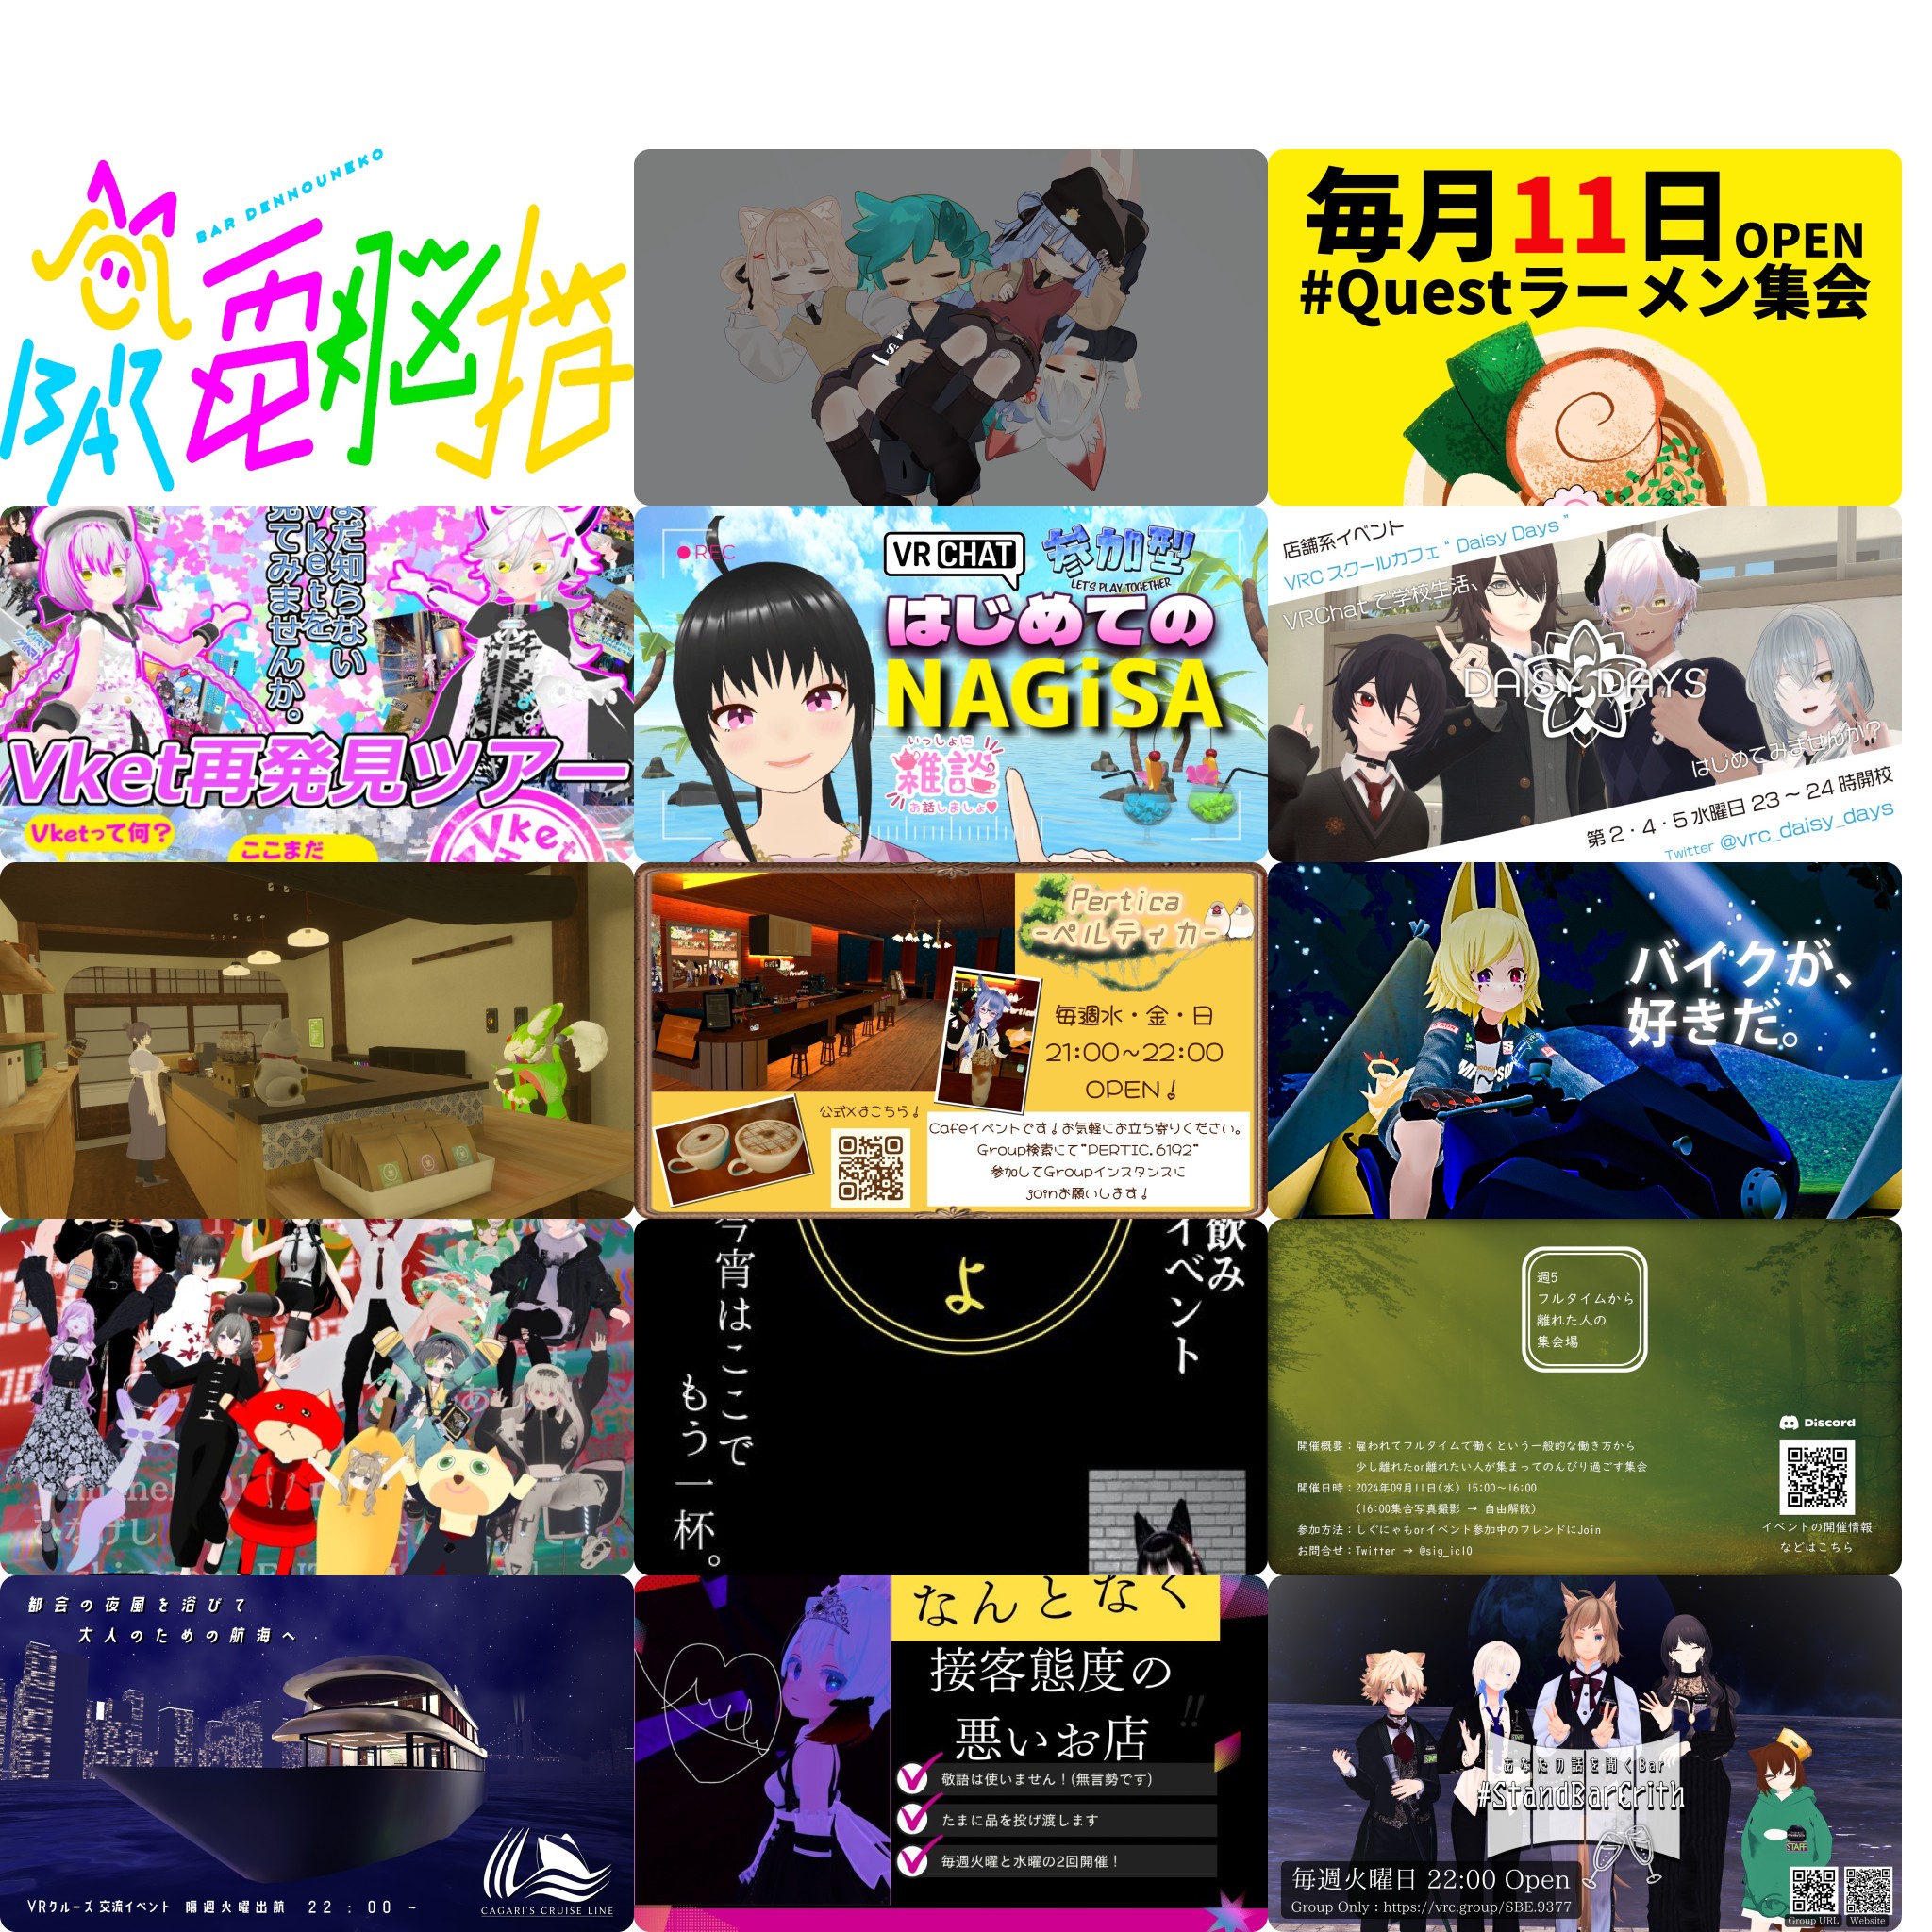 BAR DENNOUNEKO
BAR 電脳猫
毎月11日OPEN
#Questラーメン集会
まだ知らない
Vketを
見てみませんか。
Vket再発見ツアー
Vketって何?
ここまだ
Vket
REC
VRCHAT
参加型
LET'S PLAY TOGETHER
はじめての
NAGiSA
いっしょに
雑談
お話しましょ♥
店舗系イベント
VRC スクールカフェ “ Daisy Days ”
VRChat で学校生活、
DAISY DAYS
はじめてみませんか?
第 2・4・5 水曜日 23 ~ 24 時開校
Twitter @vrc_daisy_days
Pertica
-ペルティカ-
毎週水・金・日
21:00~22:00
OPEN!
公式Xはこちら!
Cafeイベントです!お気軽にお立ち寄りください。
Group検索にて"PERTIC.6192"
参加してGroupインスタンスに
joinお願いします!
バイクが、
好きだ。
飲み
イベント
よ
今宵はここで
もう一杯。
週5
フルタイムから
離れた人の
集会場
Discord
開催概要：雇われてフルタイムで働くという一般的な働き方から
少し離れたor離れたい人が集まってのんびり過ごす集会
開催日時：2024年09月11日(水) 15:00~16:00
(16:00集合写真撮影 → 自由解散)
参加方法：しぐにゃもorイベント参加中のフレンドにJoin
お問合せ：Twitter → @sig_icl0
イベントの開催情報
などはこちら
都会の夜風を浴びて
大人のための航海へ
CAGARI'S CRUISE LINE
VRクルーズ 交流イベント 隔週火曜出航 22：00 ~
なんとなく
接客態度の
悪いお店
!!
敬語は使いません！(無言勢です)
たまに品を投げ渡します
毎週火曜と水曜の2回開催！
あなたの話を聞くBar
#StandBarCrith
STAFF
毎週火曜日 22:00 Open
Group Only : https://vrc.group/SBE.9377
Group URL
Website